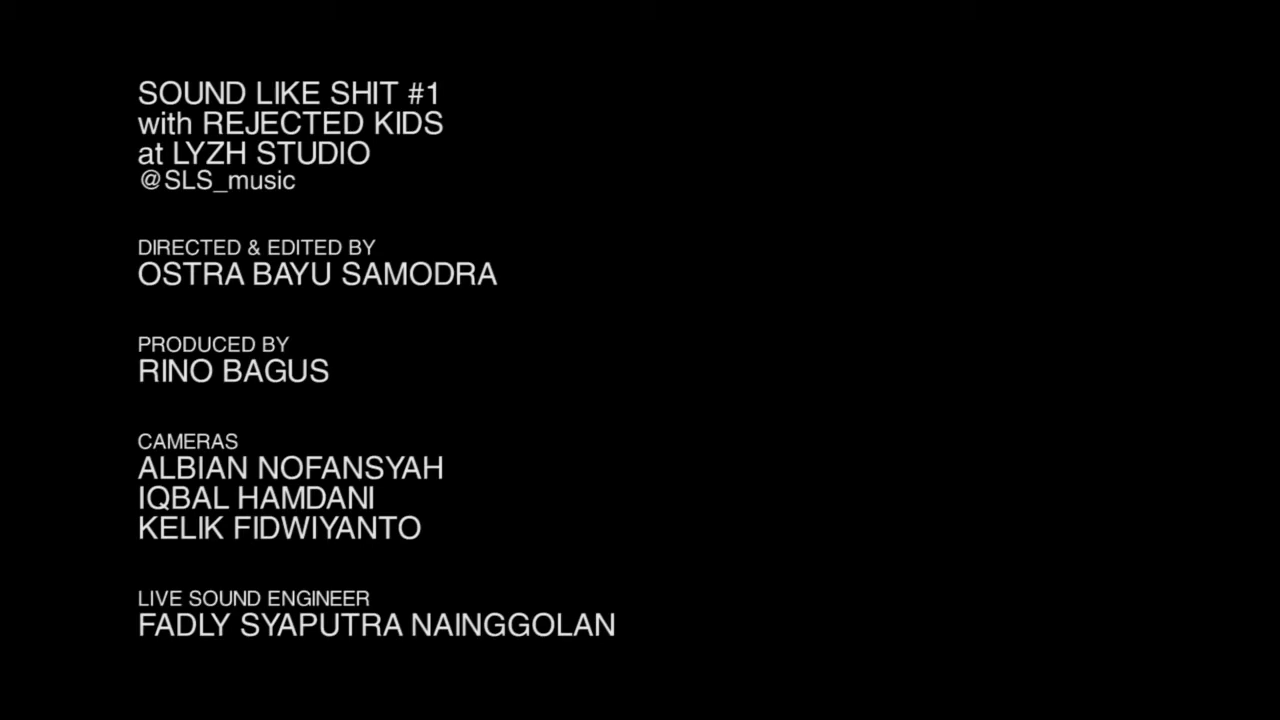 SOUND LIKE SHIT #1
with REJECTED KIDS
at LYZH STUDIO
@SLS_music
DIRECTED & EDITED BY
OSTRA BAYU SAMODRA
PRODUCED BY
RINO BAGUS
CAMERAS
ALBIAN NOFANSYAH
IQBAL HAMDANI
KELIK FIDWIYANTO
LIVE SOUND ENGINEER
FADLY SYAPUTRA NAINGGOLAN